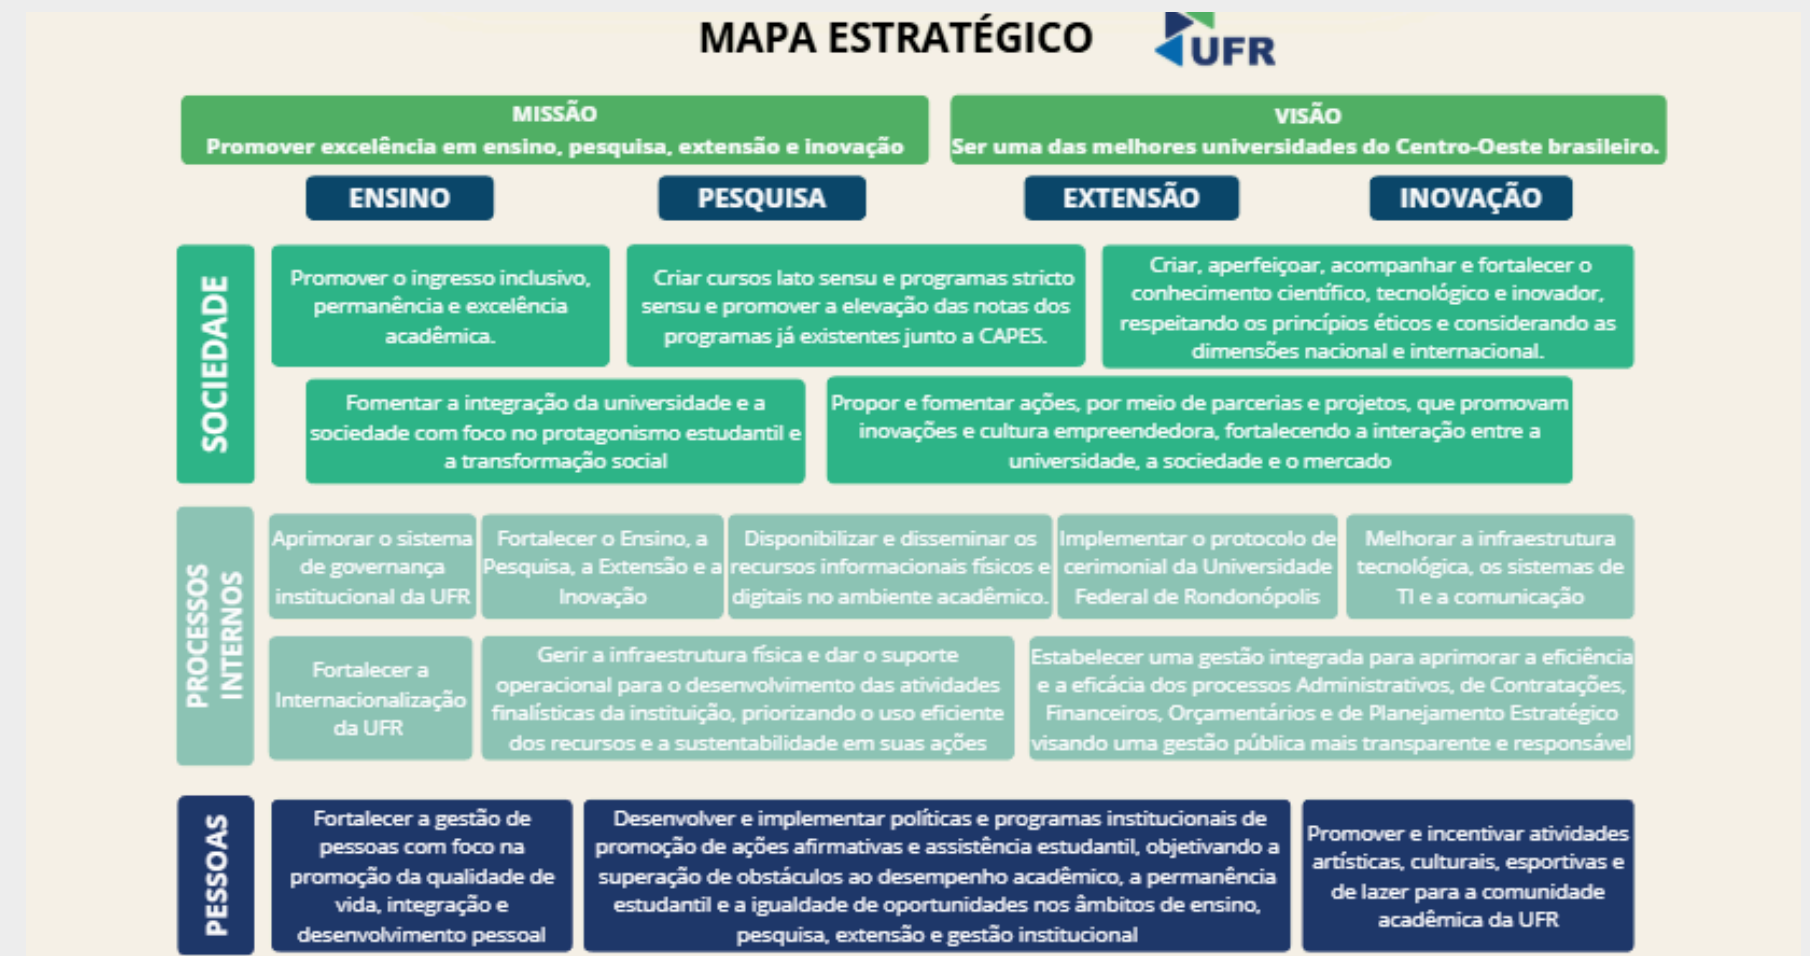 MAPA ESTRATÉGICO
UFR
MISSÃO
Promover excelência em ensino, pesquisa, extensão e inovação
VISÃO
Ser uma das melhores universidades do Centro-Oeste brasileiro.
ENSINO
PESQUISA
EXTENSÃO
INOVAÇÃO
SOCIEDADE
Promover o ingresso inclusivo,
permanência e excelência
acadêmica.
Criar cursos lato sensu e programas stricto
sensu e promover a elevação das notas dos
programas já existentes junto a CAPES.
Criar, aperfeiçoar, acompanhar e fortalecer o
conhecimento científico, tecnológico e inovador,
respeitando os princípios éticos e considerando as
dimensões nacional e internacional.
Fomentar a integração da universidade e a
sociedade com foco no protagonismo estudantil e
a transformação social
Propor e fomentar ações, por meio de parcerias e projetos, que promovam
inovações e cultura empreendedora, fortalecendo a interação entre a
universidade, a sociedade e o mercado
PROCESSOS
INTERNOS
Aprimorar o sistema
de governança
institucional da UFR
Fortalecer o Ensino, a
Pesquisa, a Extensão e a
Inovação
Disponibilizar e disseminar os
recursos informacionais físicos e
digitais no ambiente acadêmico.
Implementar o protocolo de
cerimonial da Universidade
Federal de Rondonópolis
Melhorar a infraestrutura
tecnológica, os sistemas de
TI e a comunicação
Fortalecer a
Internacionalização
da UFR
Gerir a infraestrutura física e dar o suporte
operacional para o desenvolvimento das atividades
finalísticas da instituição, priorizando o uso eficiente
dos recursos e a sustentabilidade em suas ações
Estabelecer uma gestão integrada para aprimorar a eficiência
e a eficácia dos processos Administrativos, de Contratações,
Financeiros, Orçamentários e de Planejamento Estratégico
visando uma gestão pública mais transparente e responsável
PESSOAS
Fortalecer a gestão de
pessoas com foco na
promoção da qualidade de
vida, integração e
desenvolvimento pessoal
Desenvolver e implementar políticas e programas institucionais de
promoção de ações afirmativas e assistência estudantil, objetivando a
superação de obstáculos ao desempenho acadêmico, a permanência
estudantil e a igualdade de oportunidades nos âmbitos de ensino,
pesquisa, extensão e gestão institucional
Promover e incentivar atividades
artísticas, culturais, esportivas e
de lazer para a comunidade
acadêmica da UFR